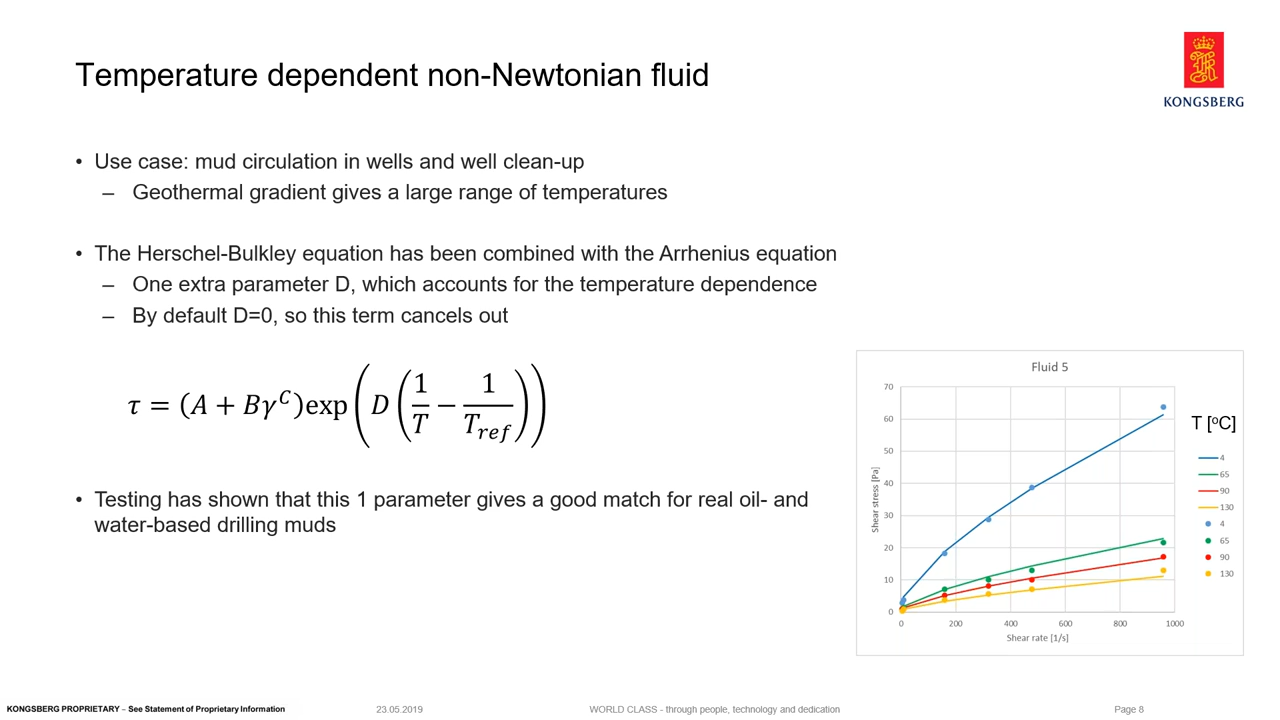 Temperature dependent non-Newtonian fluid
KONGSBERG
• Use case: mud circulation in wells and well clean-up
– Geothermal gradient gives a large range of temperatures
• The Herschel-Bulkley equation has been combined with the Arrhenius equation
– One extra parameter D, which accounts for the temperature dependence
– By default D=0, so this term cancels out
τ = (A + Bγ^C)exp(D(1/T − 1/T_ref))
• Testing has shown that this 1 parameter gives a good match for real oil- and
water-based drilling muds
Fluid 5
70
60
50
40
30
20
10
0
Shear stress [Pa]
0 200 400 600 800 1000
Shear rate [1/s]
T [ºC]
4
65
90
130
4
65
90
130
KONGSBERG PROPRIETARY – See Statement of Proprietary Information
23.05.2019
WORLD CLASS - through people, technology and dedication
Page 8